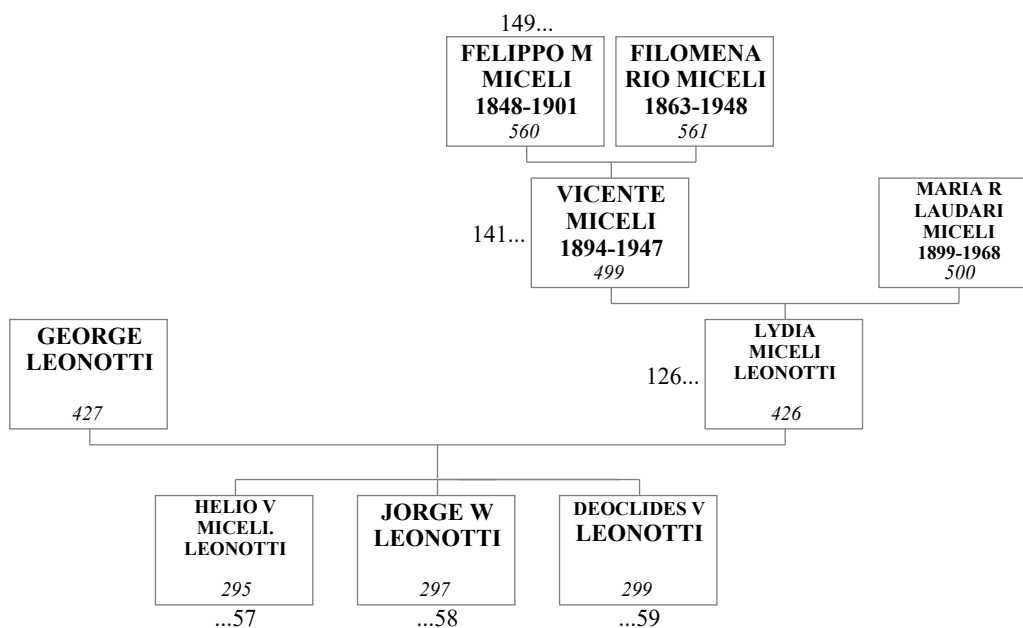 149...
FELIPPO M
MICELI
1848-1901
560
FILOMENA
RIO MICELI
1863-1948
561
141...
VICENTE
MICELI
1894-1947
499
MARIA R
LAUDARI
MICELI
1899-1968
500
GEORGE
LEONOTTI
427
126...
LYDIA
MICELI
LEONOTTI
426
HELIO V
MICELI.
LEONOTTI
295
...57
JORGE W
LEONOTTI
297
...58
DEOCLIDES V
LEONOTTI
299
...59